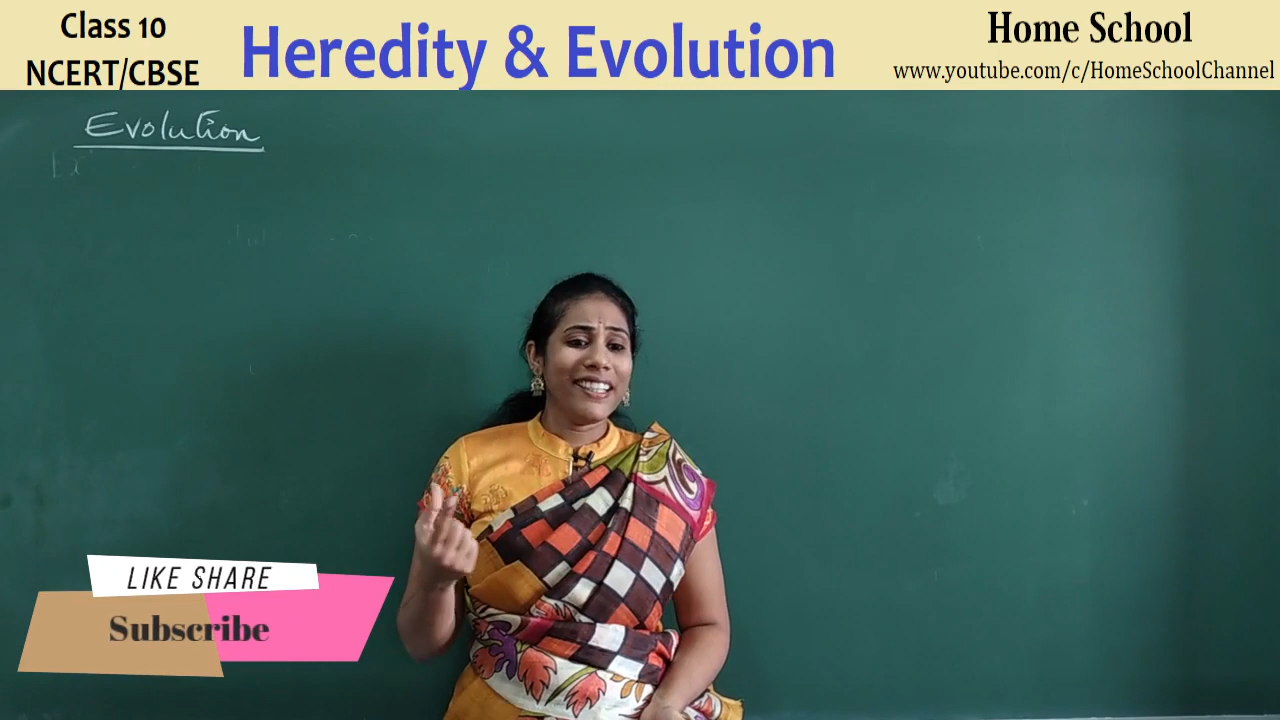 Class 10
NCERT/CBSE
Heredity & Evolution
Home School
www.youtube.com/c/HomeSchoolChannel
Evolution
LIKE SHARE
Subscribe